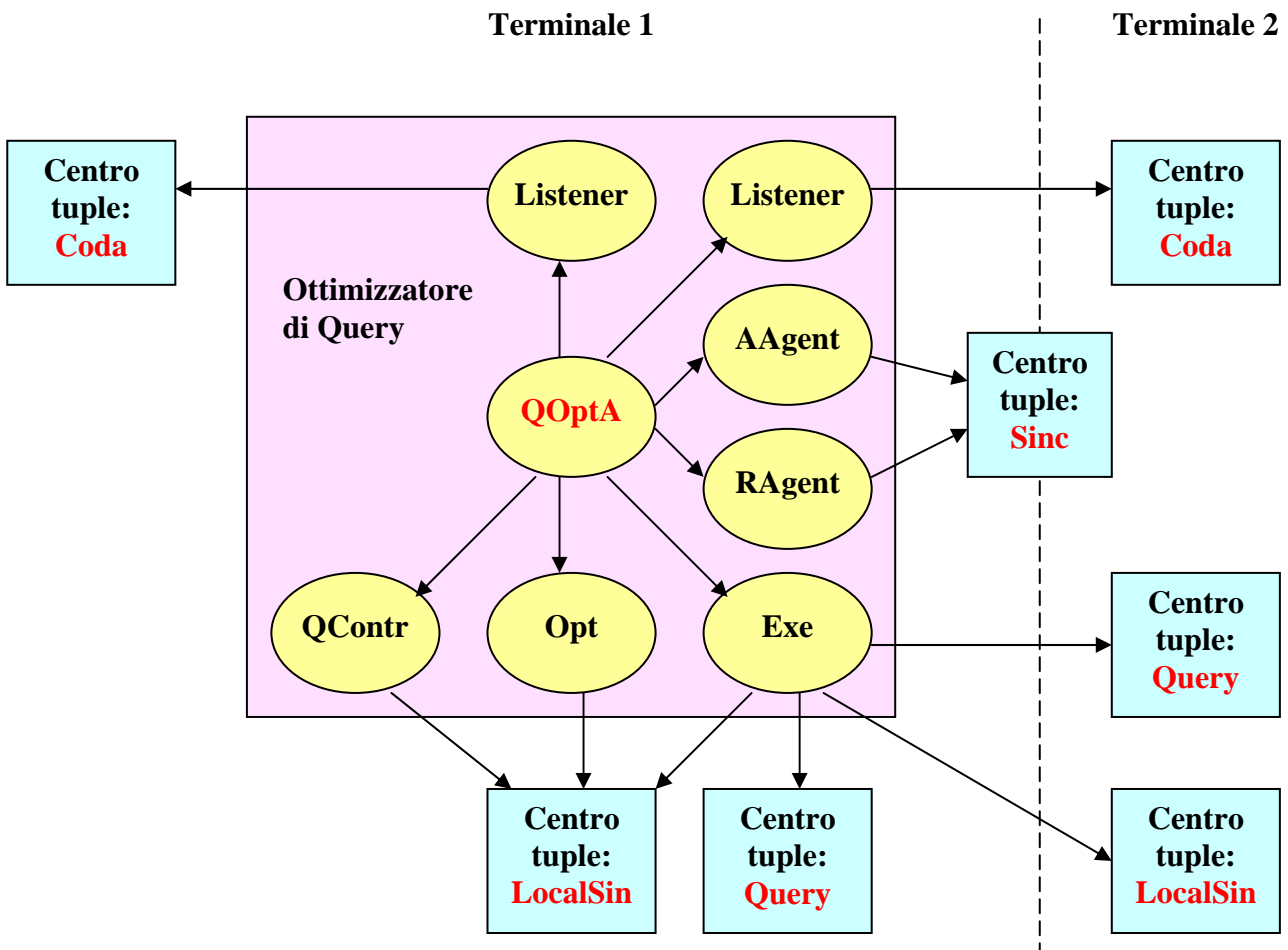 Terminale 1
Terminale 2
Centro
tuple:
Coda
Listener
Listener
Centro
tuple:
Coda
Ottimizzatore
di Query
AAgent
QOptA
Centro
tuple:
Sinc
RAgent
QContr
Opt
Exe
Centro
tuple:
Query
Centro
tuple:
LocalSin
Centro
tuple:
Query
Centro
tuple:
LocalSin